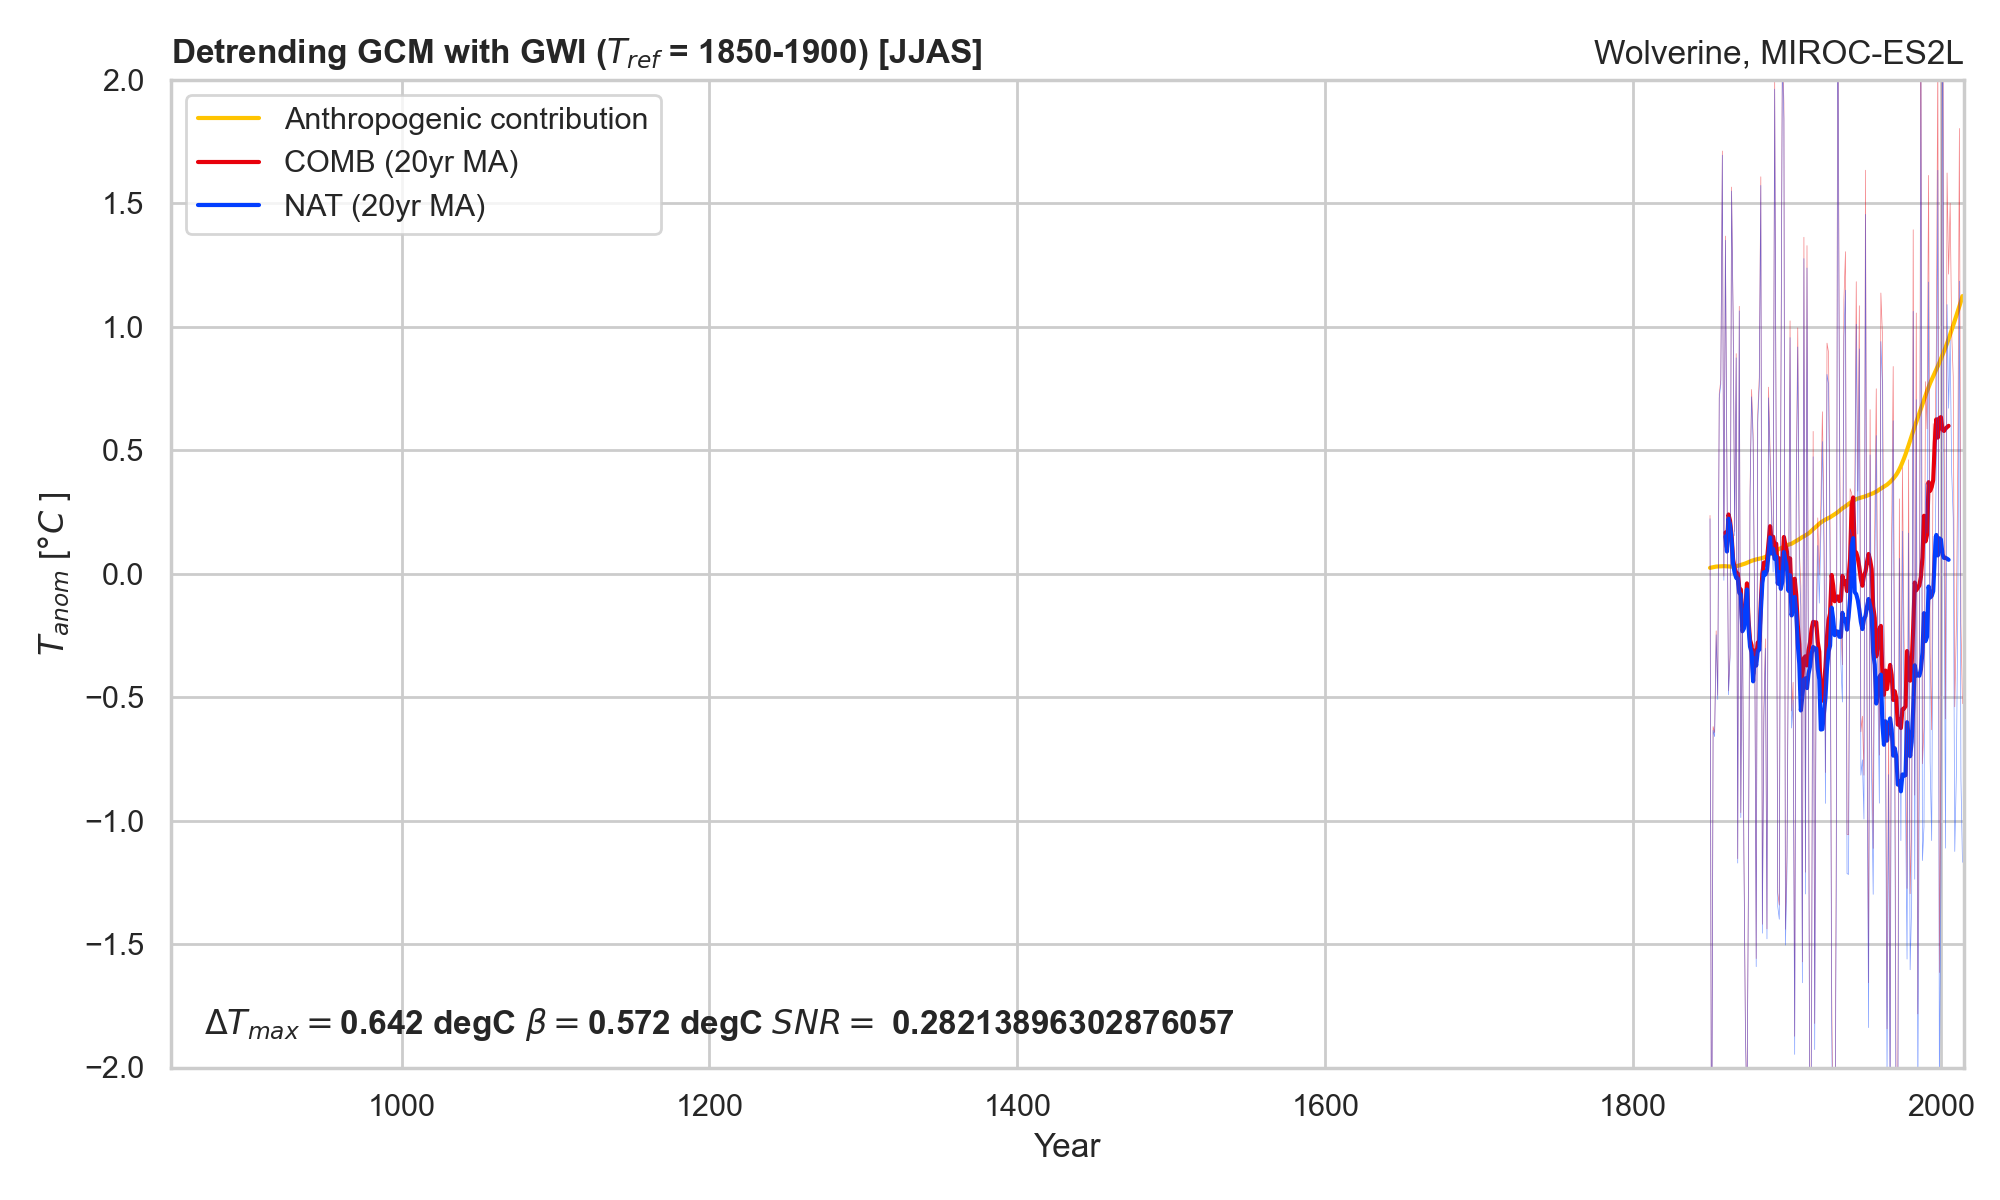 Detrending GCM with GWI (T_ref = 1850-1900) [JJAS]
Wolverine, MIROC-ES2L
Anthropogenic contribution
COMB (20yr MA)
NAT (20yr MA)
2.0
1.5
1.0
0.5
0.0
−0.5
−1.0
−1.5
−2.0
T_anom [°C ]
ΔT_max = 0.642 degC β = 0.572 degC SNR = 0.28213896302876057
1000 1200 1400 1600 1800 2000
Year